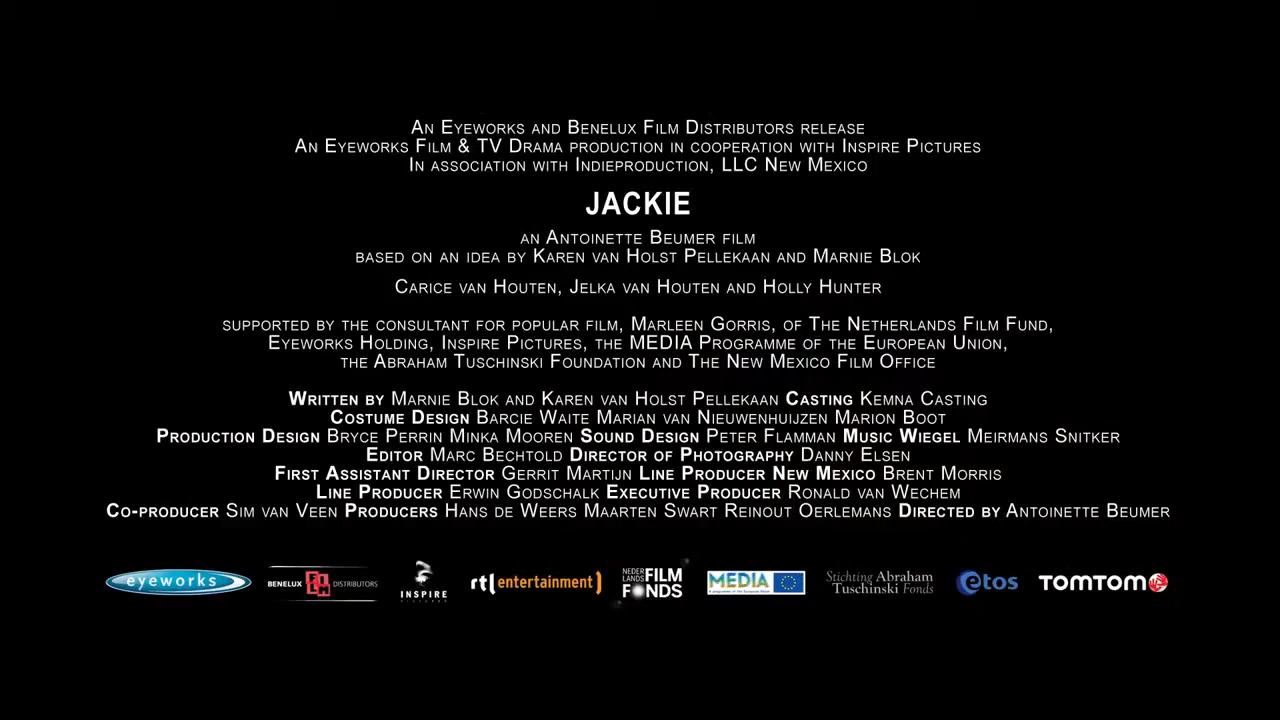 An Eyeworks and Benelux Film Distributors release
An Eyeworks Film & TV Drama production in cooperation with Inspire Pictures
In association with Indieproduction, LLC New Mexico
JACKIE
an Antoinette Beumer film
based on an idea by Karen van Holst Pellekaan and Marnie Blok
Carice van Houten, Jelka van Houten and Holly Hunter
supported by the consultant for popular film, Marleen Gorris, of The Netherlands Film Fund,
Eyeworks Holding, Inspire Pictures, the MEDIA Programme of the European Union,
the Abraham Tuschinski Foundation and The New Mexico Film Office
Written by Marnie Blok and Karen van Holst Pellekaan Casting Kemna Casting
Costume Design Barcie Waite Marian van Nieuwenhuijzen Marion Boot
Production Design Bryce Perrin Minka Mooren Sound Design Peter Flamman Music Wiegel Meirmans Snitker
Editor Marc Bechtold Director of Photography Danny Elsen
First Assistant Director Gerrit Martijn Line Producer New Mexico Brent Morris
Line Producer Erwin Godschalk Executive Producer Ronald van Wechem
Co-producer Sim van Veen Producers Hans de Weers Maarten Swart Reinout Oerlemans Directed by Antoinette Beumer
eyeworks
BENELUX FILM DISTRIBUTORS
INSPIRE PICTURES
rtl entertainment
NEDERLANDS FILM FONDS
MEDIA
Stichting Abraham
Tuschinski Fonds
etos
TOMTOM